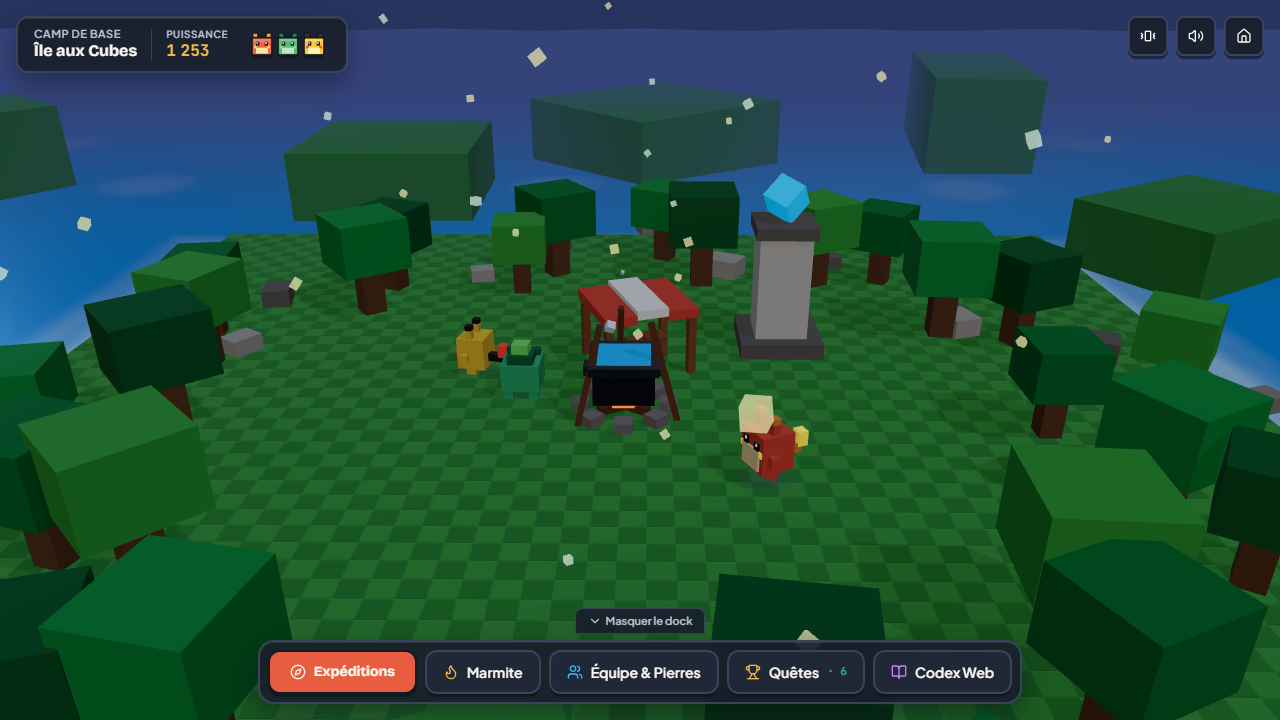 CAMP DE BASE
Île aux Cubes
PUISSANCE
1 253
Masquer le dock
Expéditions
Marmite
Équipe & Pierres
Quêtes · 6
Codex Web